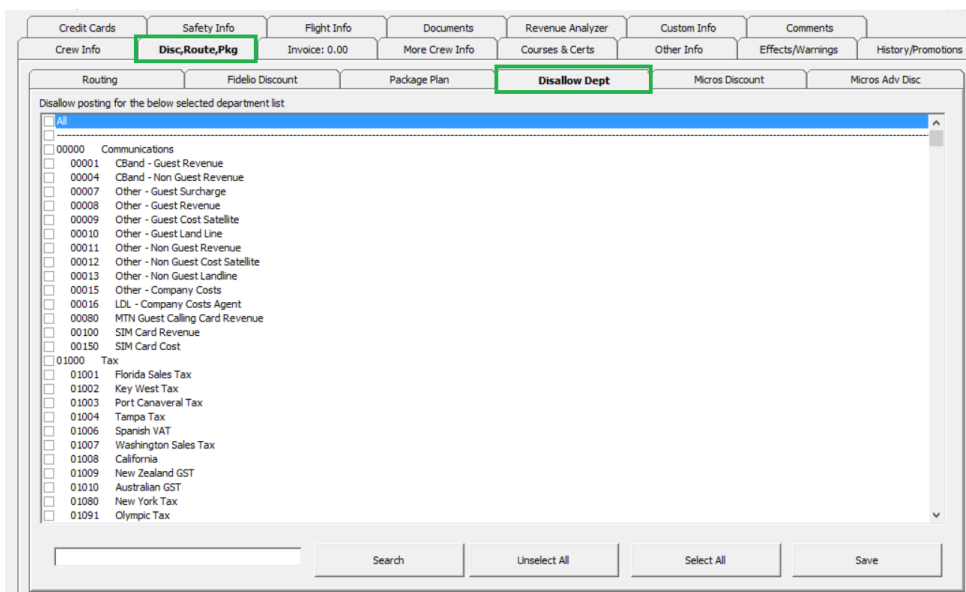 Credit Cards Safety Info Flight Info Documents Revenue Analyzer Custom Info Comments
Crew Info Disc,Route,Pkg Invoice: 0.00 More Crew Info Courses & Certs Other Info Effects/Warnings History/Promotions
Routing Fidelio Discount Package Plan Disallow Dept Micros Discount Micros Adv Disc
Disallow posting for the below selected department list
All
00000 Communications
00001 CBand - Guest Revenue
00004 CBand - Non Guest Revenue
00007 Other - Guest Surcharge
00008 Other - Guest Revenue
00009 Other - Guest Cost Satellite
00010 Other - Guest Land Line
00011 Other - Non Guest Revenue
00012 Other - Non Guest Cost Satellite
00013 Other - Non Guest Landline
00015 Other - Company Costs
00016 LDL - Company Costs Agent
00080 MTN Guest Calling Card Revenue
00100 SIM Card Revenue
00150 SIM Card Cost
01000 Tax
01001 Florida Sales Tax
01002 Key West Tax
01003 Port Canaveral Tax
01004 Tampa Tax
01006 Spanish VAT
01007 Washington Sales Tax
01008 California
01009 New Zealand GST
01010 Australian GST
01080 New York Tax
01091 Olympic Tax
Search Unselect All Select All Save